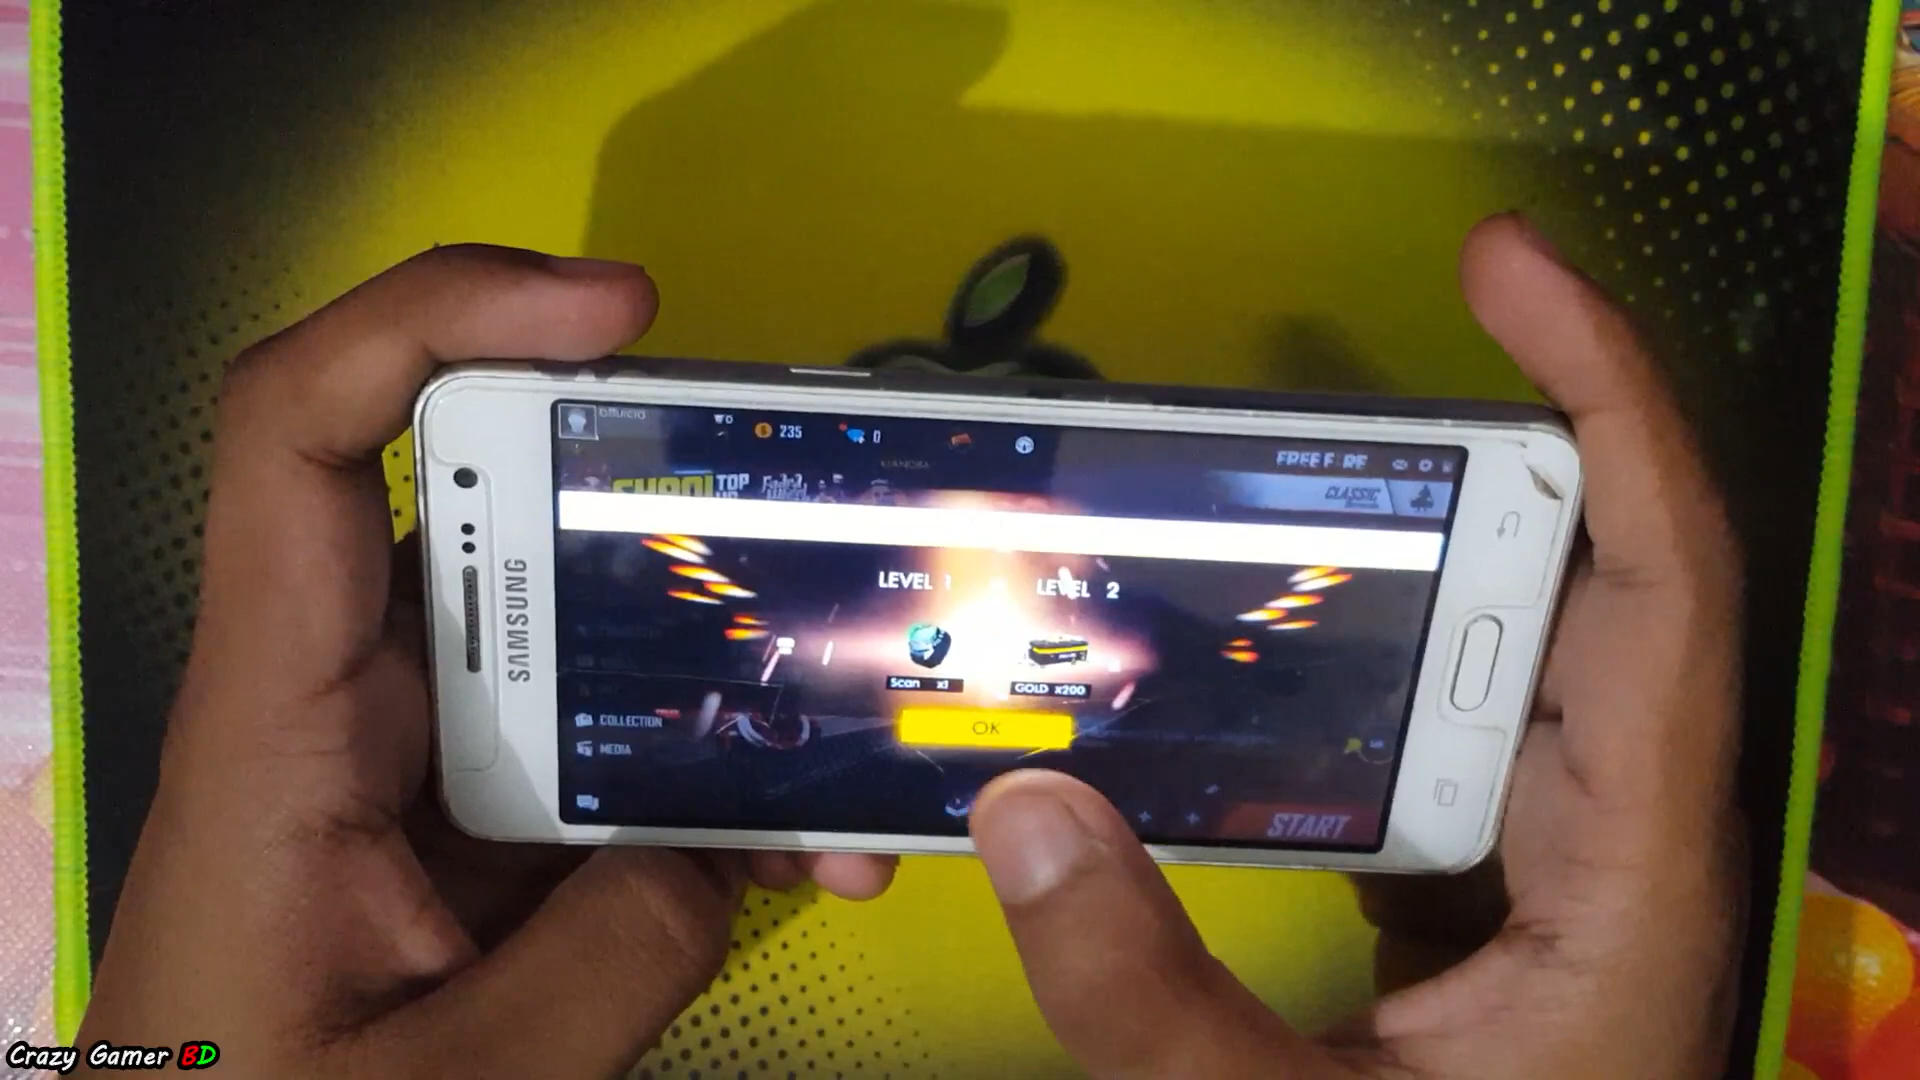 SAMSUNG
235
0
FREE FIRE
TOP
CLASSIC
LEVEL 1
LEVEL 2
Scan x1
GOLD x200
OK
COLLECTION
MEDIA
START
Crazy Gamer BD